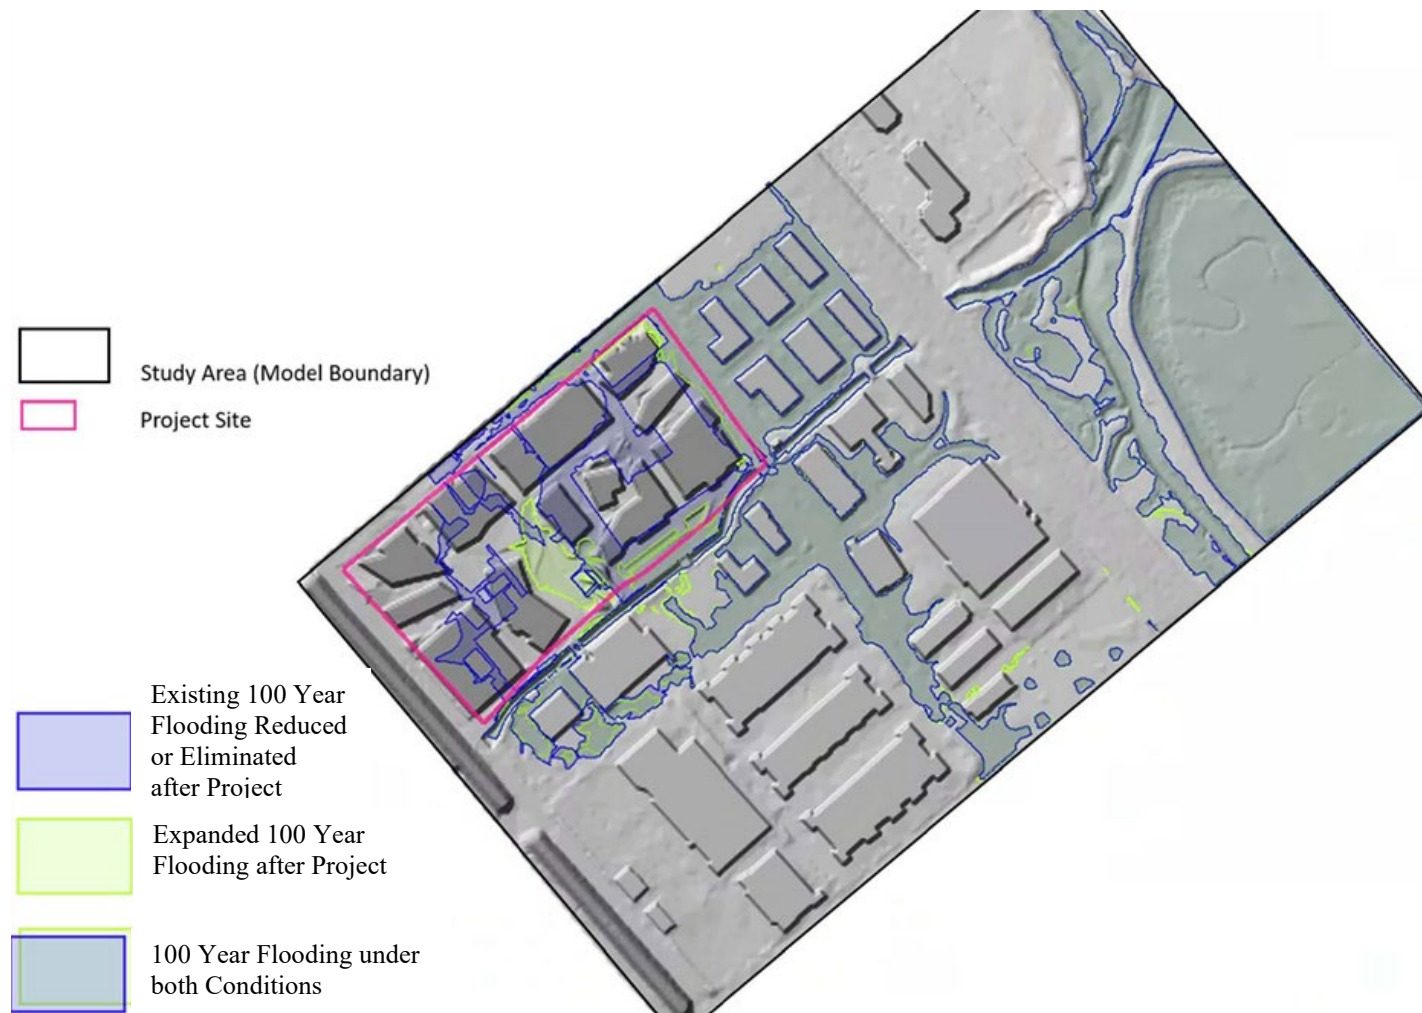 Study Area (Model Boundary)
Project Site
Existing 100 Year
Flooding Reduced
or Eliminated
after Project
Expanded 100 Year
Flooding after Project
100 Year Flooding under
both Conditions